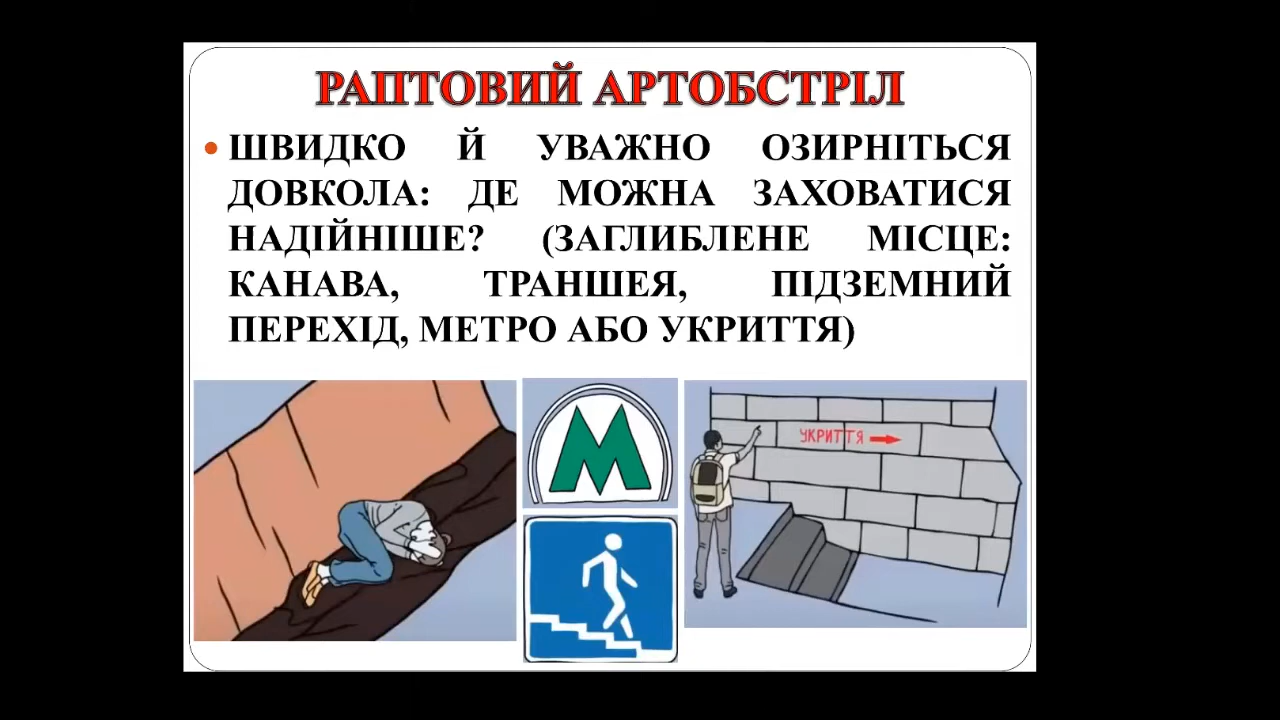 РАПТОВИЙ АРТОБСТРІЛ
ШВИДКО Й УВАЖНО ОЗИРНІТЬСЯ
ДОВКОЛА: ДЕ МОЖНА ЗАХОВАТИСЯ
НАДІЙНІШЕ? (ЗАГЛИБЛЕНЕ МІСЦЕ:
КАНАВА, ТРАНШЕЯ, ПІДЗЕМНИЙ
ПЕРЕХІД, МЕТРО АБО УКРИТТЯ)
М
УКРИТТЯ